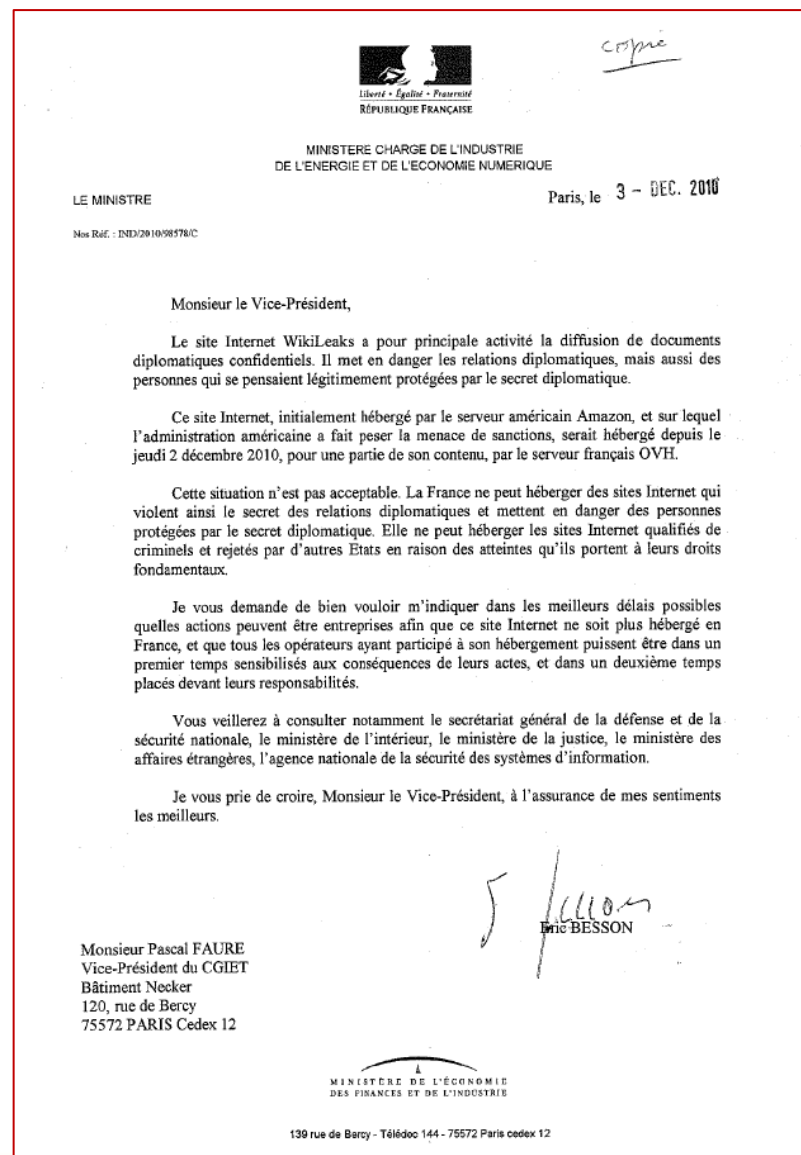 copie
Liberté • Égalité • Fraternité
RÉPUBLIQUE FRANÇAISE
MINISTERE CHARGE DE L'INDUSTRIE
DE L'ENERGIE ET DE L'ECONOMIE NUMERIQUE
LE MINISTRE
Paris, le 3 - DEC. 2010
Nos Réf. : IND/2010/98578/C
Monsieur le Vice-Président,
Le site Internet WikiLeaks a pour principale activité la diffusion de documents
diplomatiques confidentiels. Il met en danger les relations diplomatiques, mais aussi des
personnes qui se pensaient légitimement protégées par le secret diplomatique.
Ce site Internet, initialement hébergé par le serveur américain Amazon, et sur lequel
l'administration américaine a fait peser la menace de sanctions, serait hébergé depuis le
jeudi 2 décembre 2010, pour une partie de son contenu, par le serveur français OVH.
Cette situation n'est pas acceptable. La France ne peut héberger des sites Internet qui
violent ainsi le secret des relations diplomatiques et mettent en danger des personnes
protégées par le secret diplomatique. Elle ne peut héberger les sites Internet qualifiés de
criminels et rejetés par d'autres Etats en raison des atteintes qu'ils portent à leurs droits
fondamentaux.
Je vous demande de bien vouloir m'indiquer dans les meilleurs délais possibles
quelles actions peuvent être entreprises afin que ce site Internet ne soit plus hébergé en
France, et que tous les opérateurs ayant participé à son hébergement puissent être dans un
premier temps sensibilisés aux conséquences de leurs actes, et dans un deuxième temps
placés devant leurs responsabilités.
Vous veillerez à consulter notamment le secrétariat général de la défense et de la
sécurité nationale, le ministère de l'intérieur, le ministère de la justice, le ministère des
affaires étrangères, l'agence nationale de la sécurité des systèmes d'information.
Je vous prie de croire, Monsieur le Vice-Président, à l'assurance de mes sentiments
les meilleurs.
Eric BESSON
Monsieur Pascal FAURE
Vice-Président du CGIET
Bâtiment Necker
120, rue de Bercy
75572 PARIS Cedex 12
MINISTÈRE DE L'ÉCONOMIE
DES FINANCES ET DE L'INDUSTRIE
139 rue de Bercy - Télédoc 144 - 75572 Paris cedex 12